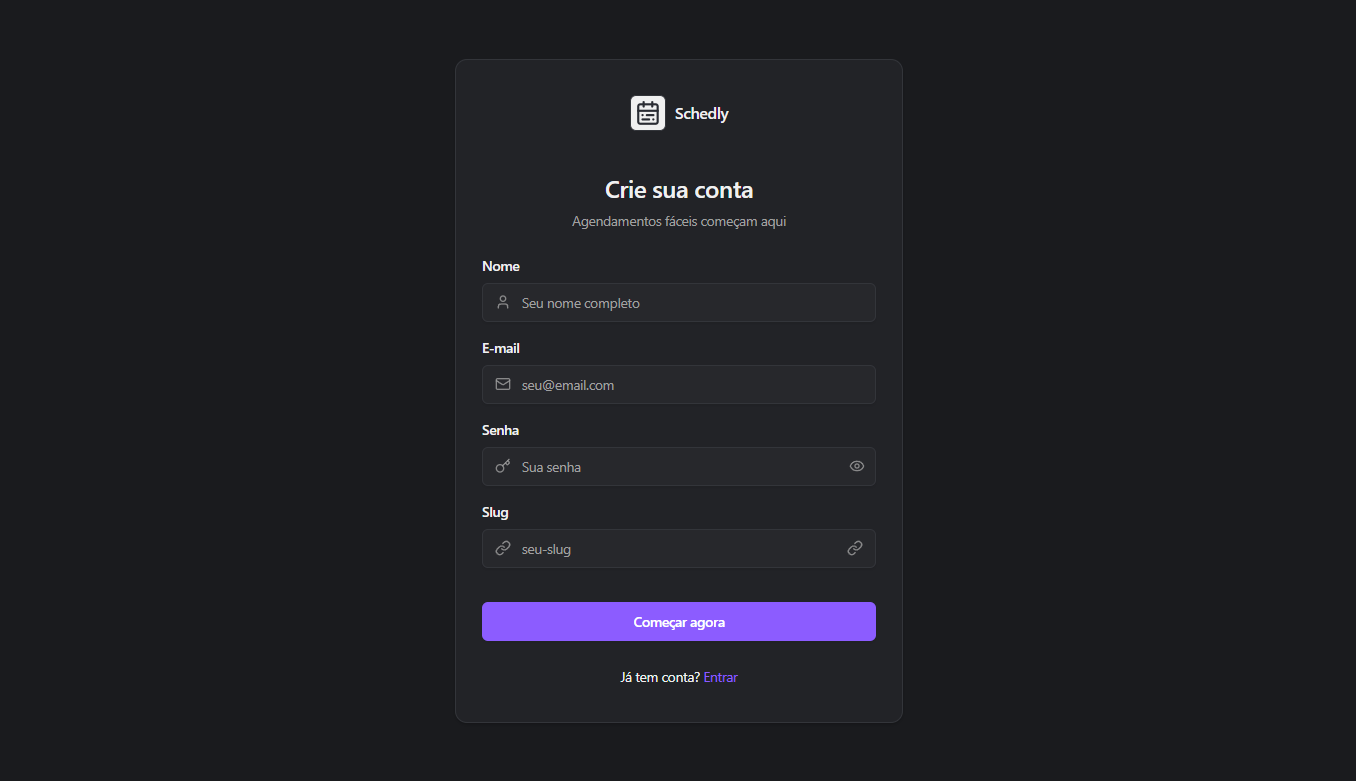 Schedly
Crie sua conta
Agendamentos fáceis começam aqui
Nome
Seu nome completo
E-mail
seu@email.com
Senha
Sua senha
Slug
seu-slug
Começar agora
Já tem conta? Entrar